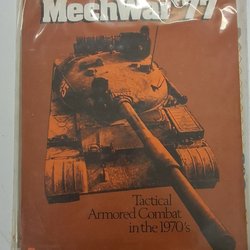 MechWar '77
Tactical
Armored Combat
in the 1970's